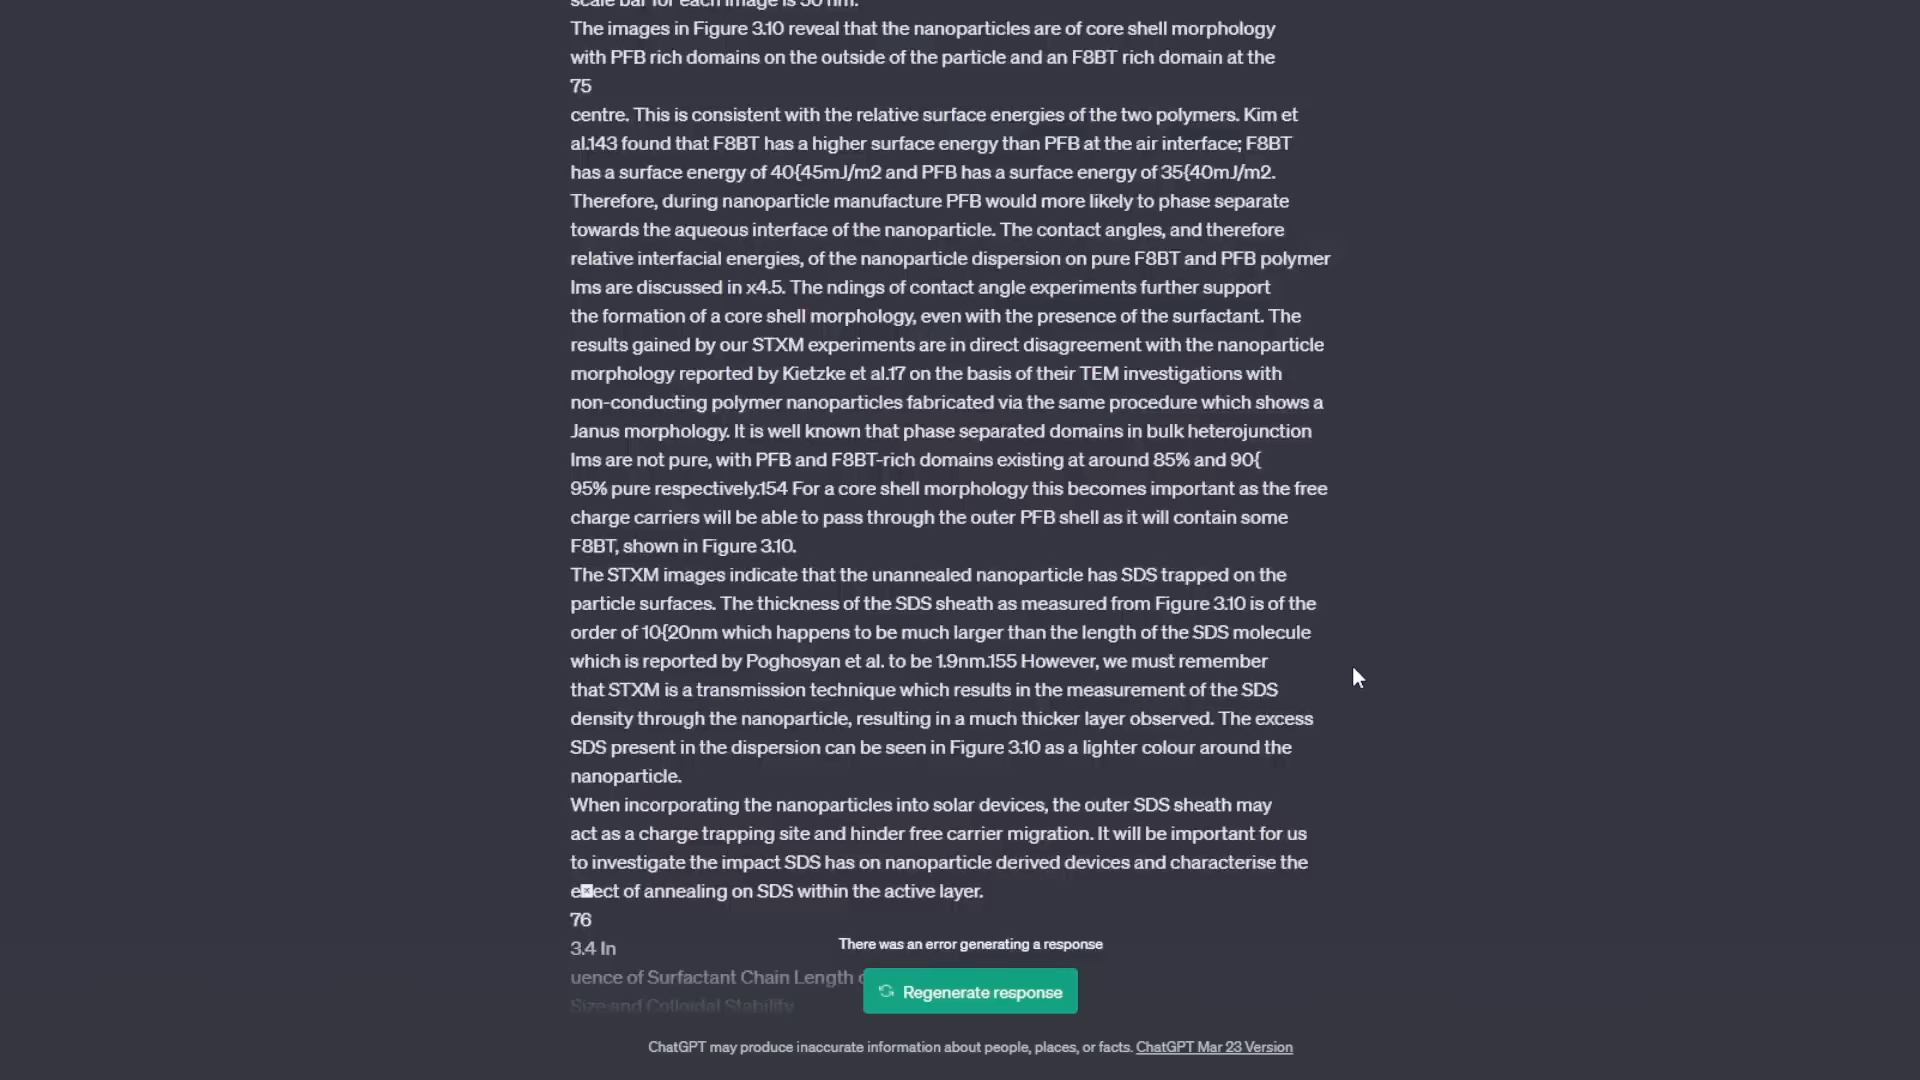 scale bar for each image is 50 nm.
The images in Figure 3.10 reveal that the nanoparticles are of core shell morphology
with PFB rich domains on the outside of the particle and an F8BT rich domain at the
75
centre. This is consistent with the relative surface energies of the two polymers. Kim et
al.143 found that F8BT has a higher surface energy than PFB at the air interface; F8BT
has a surface energy of 40{45mJ/m2 and PFB has a surface energy of 35{40mJ/m2.
Therefore, during nanoparticle manufacture PFB would more likely to phase separate
towards the aqueous interface of the nanoparticle. The contact angles, and therefore
relative interfacial energies, of the nanoparticle dispersion on pure F8BT and PFB polymer
lms are discussed in x4.5. The ndings of contact angle experiments further support
the formation of a core shell morphology, even with the presence of the surfactant. The
results gained by our STXM experiments are in direct disagreement with the nanoparticle
morphology reported by Kietzke et al.17 on the basis of their TEM investigations with
non-conducting polymer nanoparticles fabricated via the same procedure which shows a
Janus morphology. It is well known that phase separated domains in bulk heterojunction
lms are not pure, with PFB and F8BT-rich domains existing at around 85% and 90{
95% pure respectively.154 For a core shell morphology this becomes important as the free
charge carriers will be able to pass through the outer PFB shell as it will contain some
F8BT, shown in Figure 3.10.
The STXM images indicate that the unannealed nanoparticle has SDS trapped on the
particle surfaces. The thickness of the SDS sheath as measured from Figure 3.10 is of the
order of 10{20nm which happens to be much larger than the length of the SDS molecule
which is reported by Poghosyan et al. to be 1.9nm.155 However, we must remember
that STXM is a transmission technique which results in the measurement of the SDS
density through the nanoparticle, resulting in a much thicker layer observed. The excess
SDS present in the dispersion can be seen in Figure 3.10 as a lighter colour around the
nanoparticle.
When incorporating the nanoparticles into solar devices, the outer SDS sheath may
act as a charge trapping site and hinder free carrier migration. It will be important for us
to investigate the impact SDS has on nanoparticle derived devices and characterise the
eect of annealing on SDS within the active layer.
76
3.4 In
There was an error generating a response
uence of Surfactant Chain Length
Regenerate response
Size and Colloidal Stability
ChatGPT may produce inaccurate information about people, places, or facts. ChatGPT Mar 23 Version